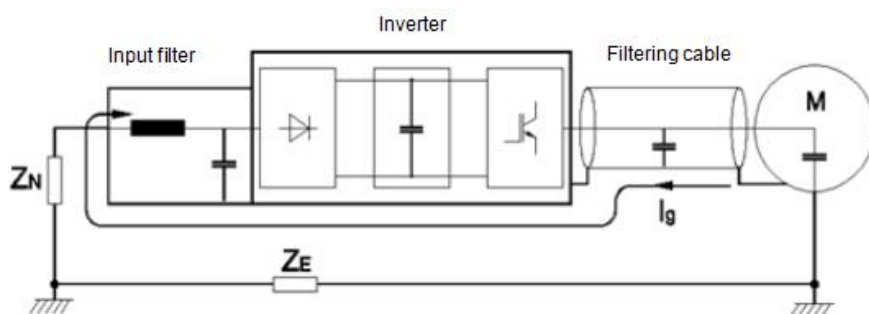 Inverter
Input filter
Filtering cable
M
ZN
Ig
ZE